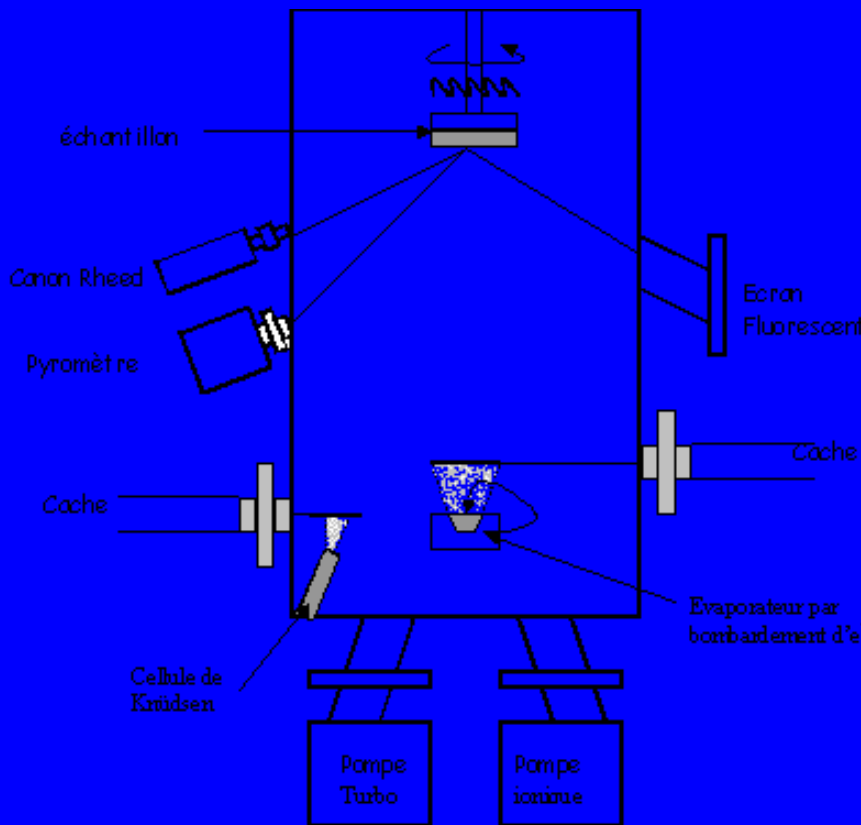 échantillon
Canon Rheed
Ecran
Fluorescent
Pyromètre
Cache
Cache
Evaporateur par
bombardement d'e
Cellule de
Knüdsen
Pompe
Turbo
Pompe
ionique